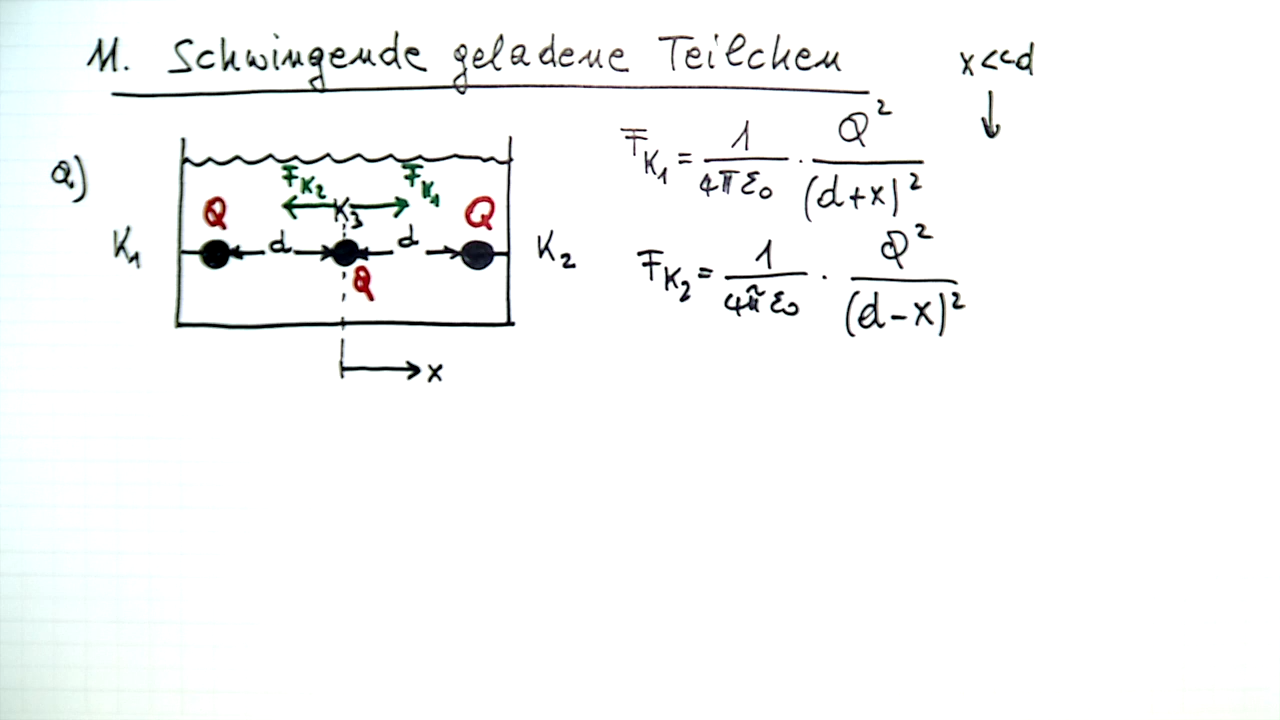 M. Schwingende geladene Teilchen
x<<d
↓
a)
F_K₁ = 1/(4πε₀) · Q²/(d+x)²
F_K₂ F_K₁
Q K₃ Q
K₁ d d K₂
Q
F_K₂ = 1/(4πε₀) · Q²/(d-x)²
x